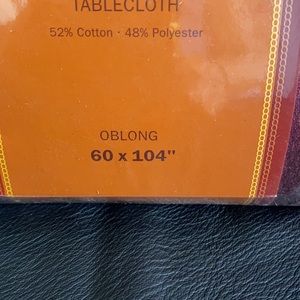 TABLECLOTH
52% Cotton · 48% Polyester
OBLONG
60 x 104"